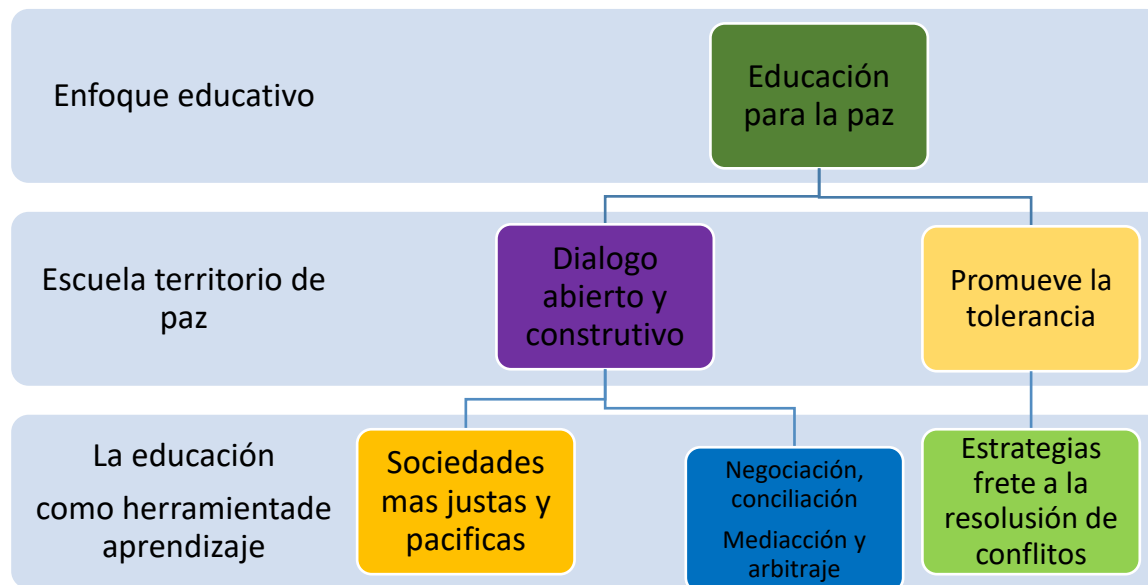 Enfoque educativo
Educación
para la paz
Escuela territorio de
paz
Dialogo
abierto y
construtivo
Promueve la
tolerancia
La educación
como herramientade
aprendizaje
Sociedades
mas justas y
pacificas
Negociación,
conciliación
Mediacción y
arbitraje
Estrategias
frete a la
resolusión de
conflitos